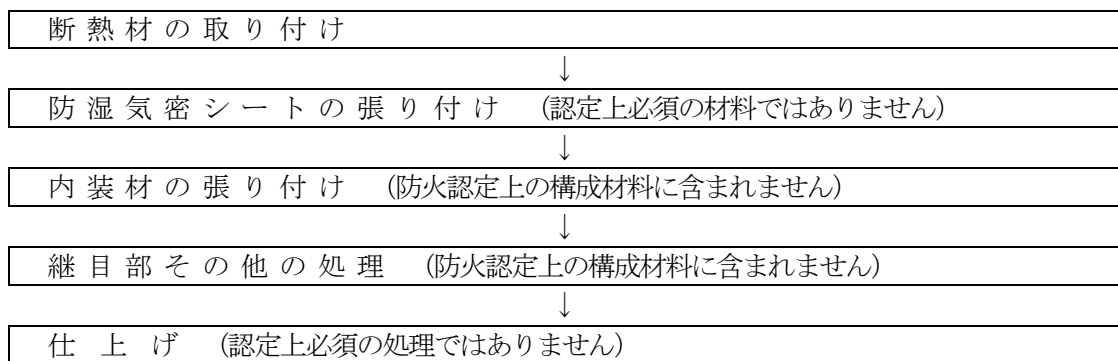 断熱材の取り付け
↓
防湿気密シートの張り付け (認定上必須の材料ではありません)
↓
内装材の張り付け (防火認定上の構成材料に含まれません)
↓
継目部その他の処理 (防火認定上の構成材料に含まれません)
↓
仕上げ (認定上必須の処理ではありません)